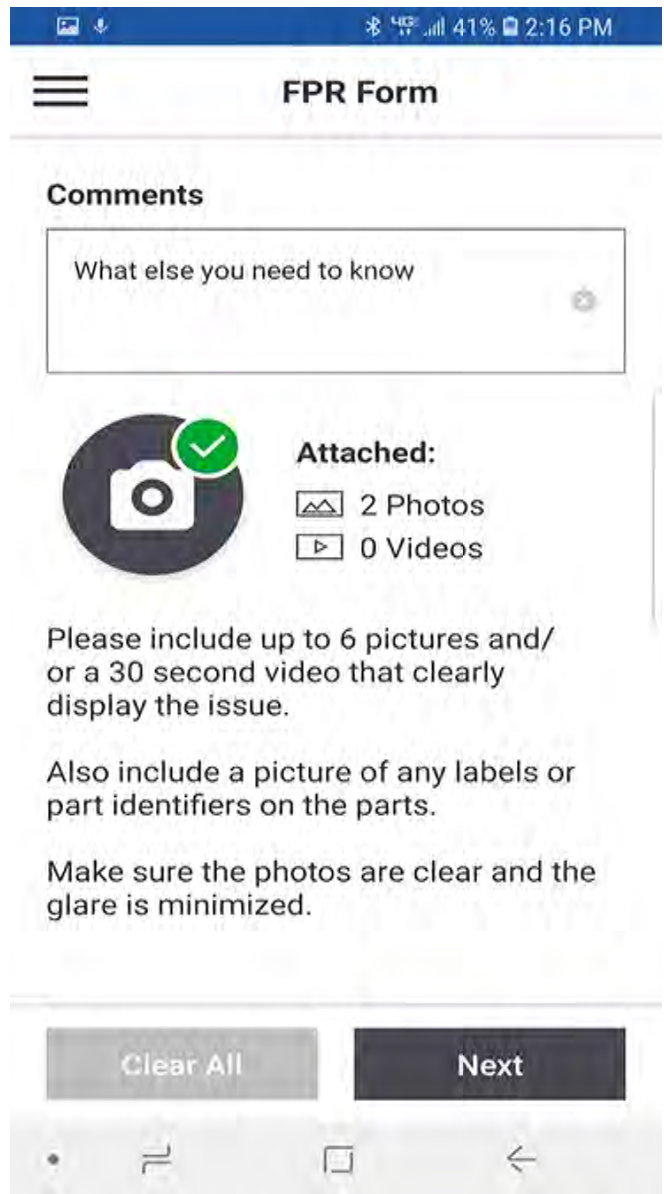 4G 41% 2:16 PM
FPR Form
Comments
What else you need to know
Attached:
2 Photos
0 Videos
Please include up to 6 pictures and/
or a 30 second video that clearly
display the issue.
Also include a picture of any labels or
part identifiers on the parts.
Make sure the photos are clear and the
glare is minimized.
Clear All
Next